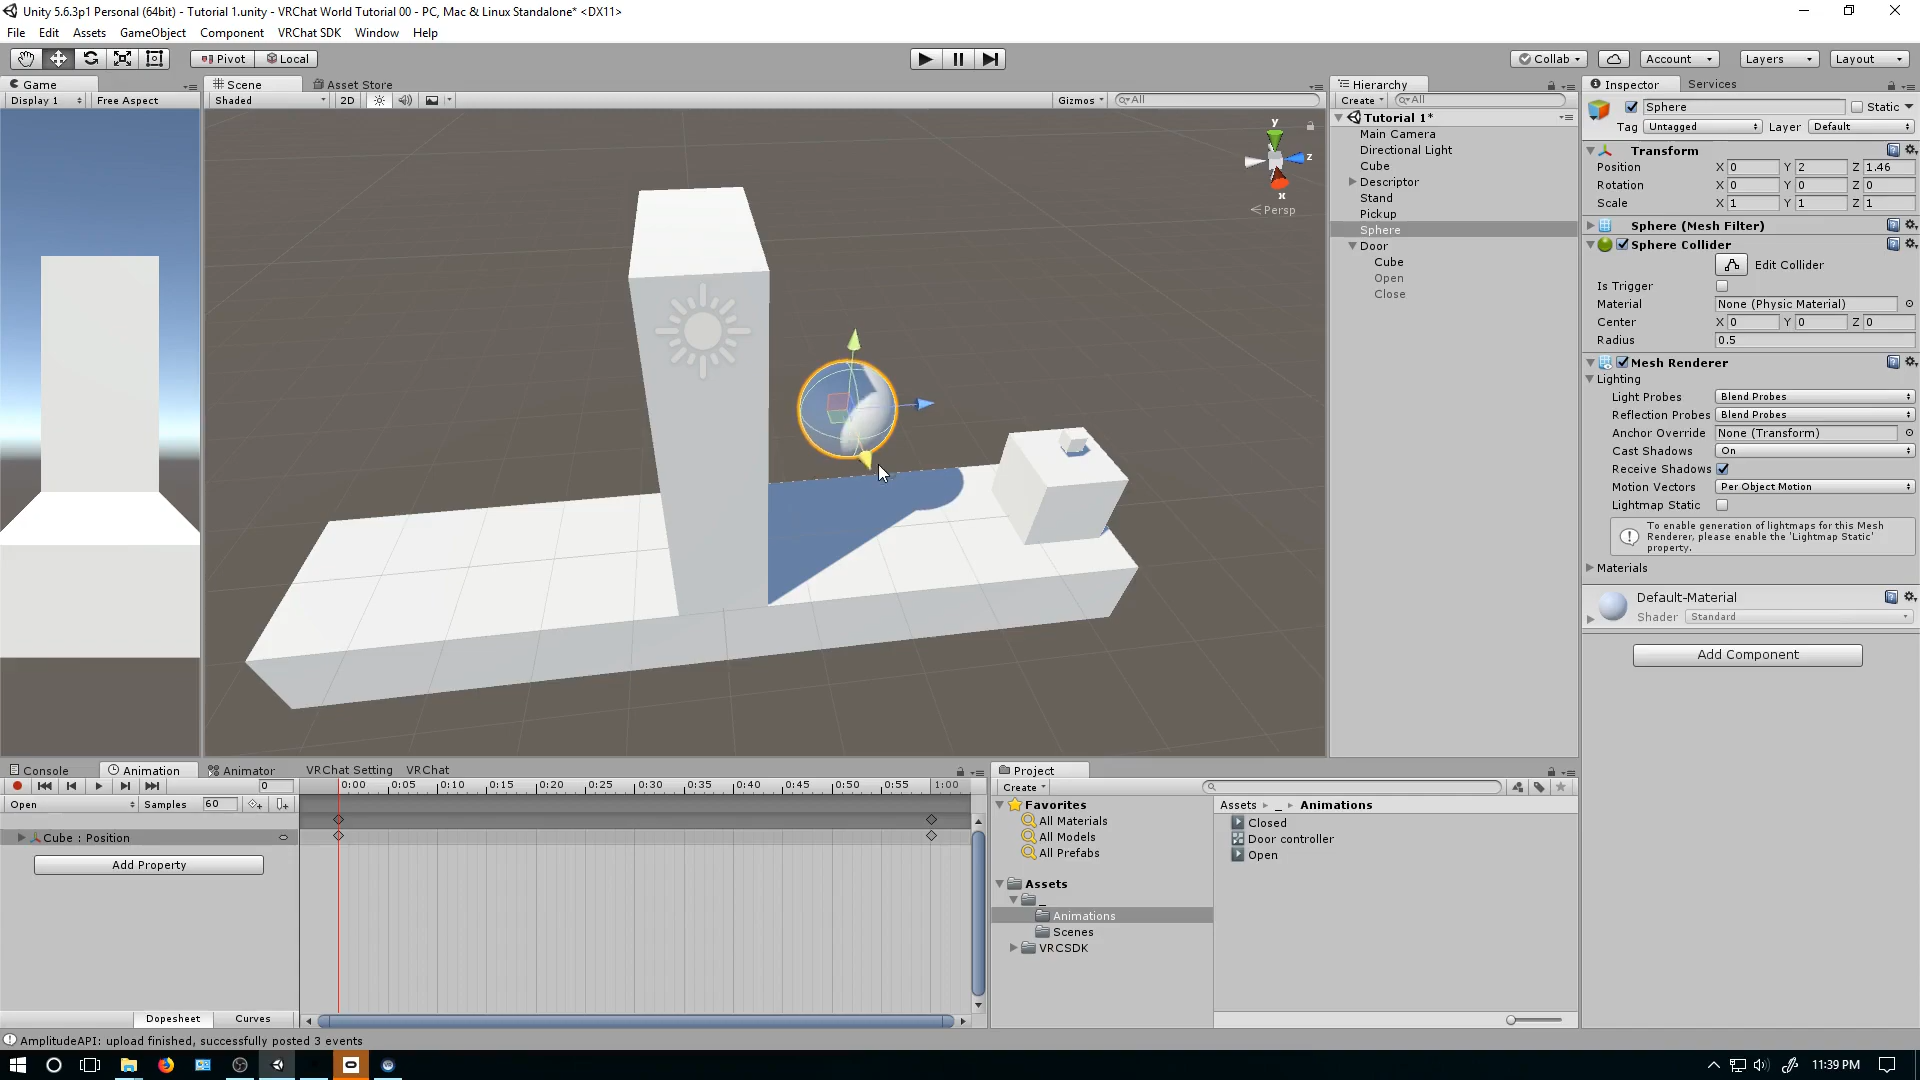 Unity 5.6.3p1 Personal (64bit) - Tutorial 1.unity - VRChat World Tutorial 00 - PC, Mac & Linux Standalone* <DX11>
File Edit Assets GameObject Component VRChat SDK Window Help
Pivot Local Collab Account Layers Layout
Game
Display 1 Free Aspect
Scene Asset Store
Shaded 2D Gizmos All
y
z
x
Persp
Hierarchy
Create All
Tutorial 1*
Main Camera
Directional Light
Cube
Descriptor
Stand
Pickup
Sphere
Door
Cube
Open
Close
Inspector Services
Sphere Static
Tag Untagged Layer Default
Transform
Position X 0 Y 2 Z 1.46
Rotation X 0 Y 0 Z 0
Scale X 1 Y 1 Z 1
Sphere (Mesh Filter)
Sphere Collider
Edit Collider
Is Trigger
Material None (Physic Material)
Center X 0 Y 0 Z 0
Radius 0.5
Mesh Renderer
Lighting
Light Probes Blend Probes
Reflection Probes Blend Probes
Anchor Override None (Transform)
Cast Shadows On
Receive Shadows
Motion Vectors Per Object Motion
Lightmap Static
To enable generation of lightmaps for this Mesh
Renderer, please enable the 'Lightmap Static'
property.
Materials
Default-Material
Shader Standard
Add Component
Console Animation Animator VRChat Setting VRChat
0 0:00 0:05 0:10 0:15 0:20 0:25 0:30 0:35 0:40 0:45 0:50 0:55 1:00
Open Samples 60
Cube : Position
Add Property
Dopesheet Curves
Project
Create
Favorites
All Materials
All Models
All Prefabs
Assets
_
Animations
Scenes
VRCSDK
Assets _ Animations
Closed
Door controller
Open
AmplitudeAPI: upload finished, successfully posted 3 events
11:39 PM